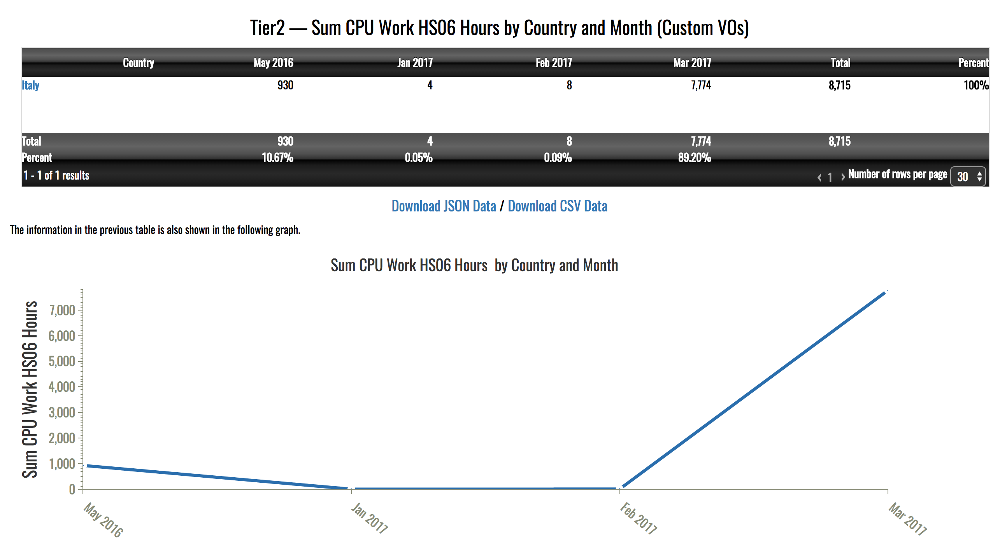 Tier2 — Sum CPU Work HS06 Hours by Country and Month (Custom VOs)
Country May 2016 Jan 2017 Feb 2017 Mar 2017 Total Percent
Italy 930 4 8 7,774 8,715 100%
Total 930 4 8 7,774 8,715
Percent 10.67% 0.05% 0.09% 89.20%
1 - 1 of 1 results ‹ 1 › Number of rows per page 30
Download JSON Data / Download CSV Data
The information in the previous table is also shown in the following graph.
Sum CPU Work HS06 Hours by Country and Month
Sum CPU Work HS06 Hours
7,000
6,000
5,000
4,000
3,000
2,000
1,000
0
May 2016 Jan 2017 Feb 2017 Mar 2017